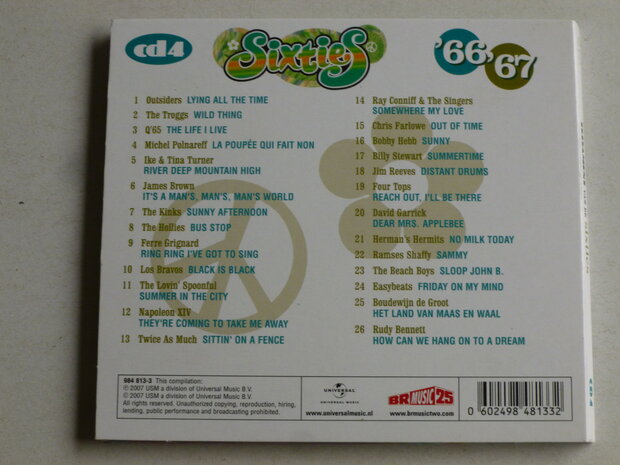 cd4
Sixties
'66 '67
1 Outsiders LYING ALL THE TIME
2 The Troggs WILD THING
3 Q'65 THE LIFE I LIVE
4 Michel Polnareff LA POUPÉE QUI FAIT NON
5 Ike & Tina Turner
RIVER DEEP MOUNTAIN HIGH
6 James Brown
IT'S A MAN'S, MAN'S, MAN'S WORLD
7 The Kinks SUNNY AFTERNOON
8 The Hollies BUS STOP
9 Ferre Grignard
RING RING I'VE GOT TO SING
10 Los Bravos BLACK IS BLACK
11 The Lovin' Spoonful
SUMMER IN THE CITY
12 Napoleon XIV
THEY'RE COMING TO TAKE ME AWAY
13 Twice As Much SITTIN' ON A FENCE
14 Ray Conniff & The Singers
SOMEWHERE MY LOVE
15 Chris Farlowe OUT OF TIME
16 Bobby Hebb SUNNY
17 Billy Stewart SUMMERTIME
18 Jim Reeves DISTANT DRUMS
19 Four Tops
REACH OUT, I'LL BE THERE
20 David Garrick
DEAR MRS. APPLEBEE
21 Herman's Hermits NO MILK TODAY
22 Ramses Shaffy SAMMY
23 The Beach Boys SLOOP JOHN B.
24 Easybeats FRIDAY ON MY MIND
25 Boudewijn de Groot
HET LAND VAN MAAS EN WAAL
26 Rudy Bennett
HOW CAN WE HANG ON TO A DREAM
984 813-3 This compilation:
℗ 2007 USM a division of Universal Music B.V.
© 2007 USM a division of Universal Music B.V.
All rights reserved. Unauthorized copying, reproduction, hiring,
lending, public performance and broadcasting prohibited.
UNIVERSAL
UNIVERSAL MUSIC
www.universalmusic.nl
BR MUSIC 25
www.brmusictwo.com
0 602498 481332
CD 4